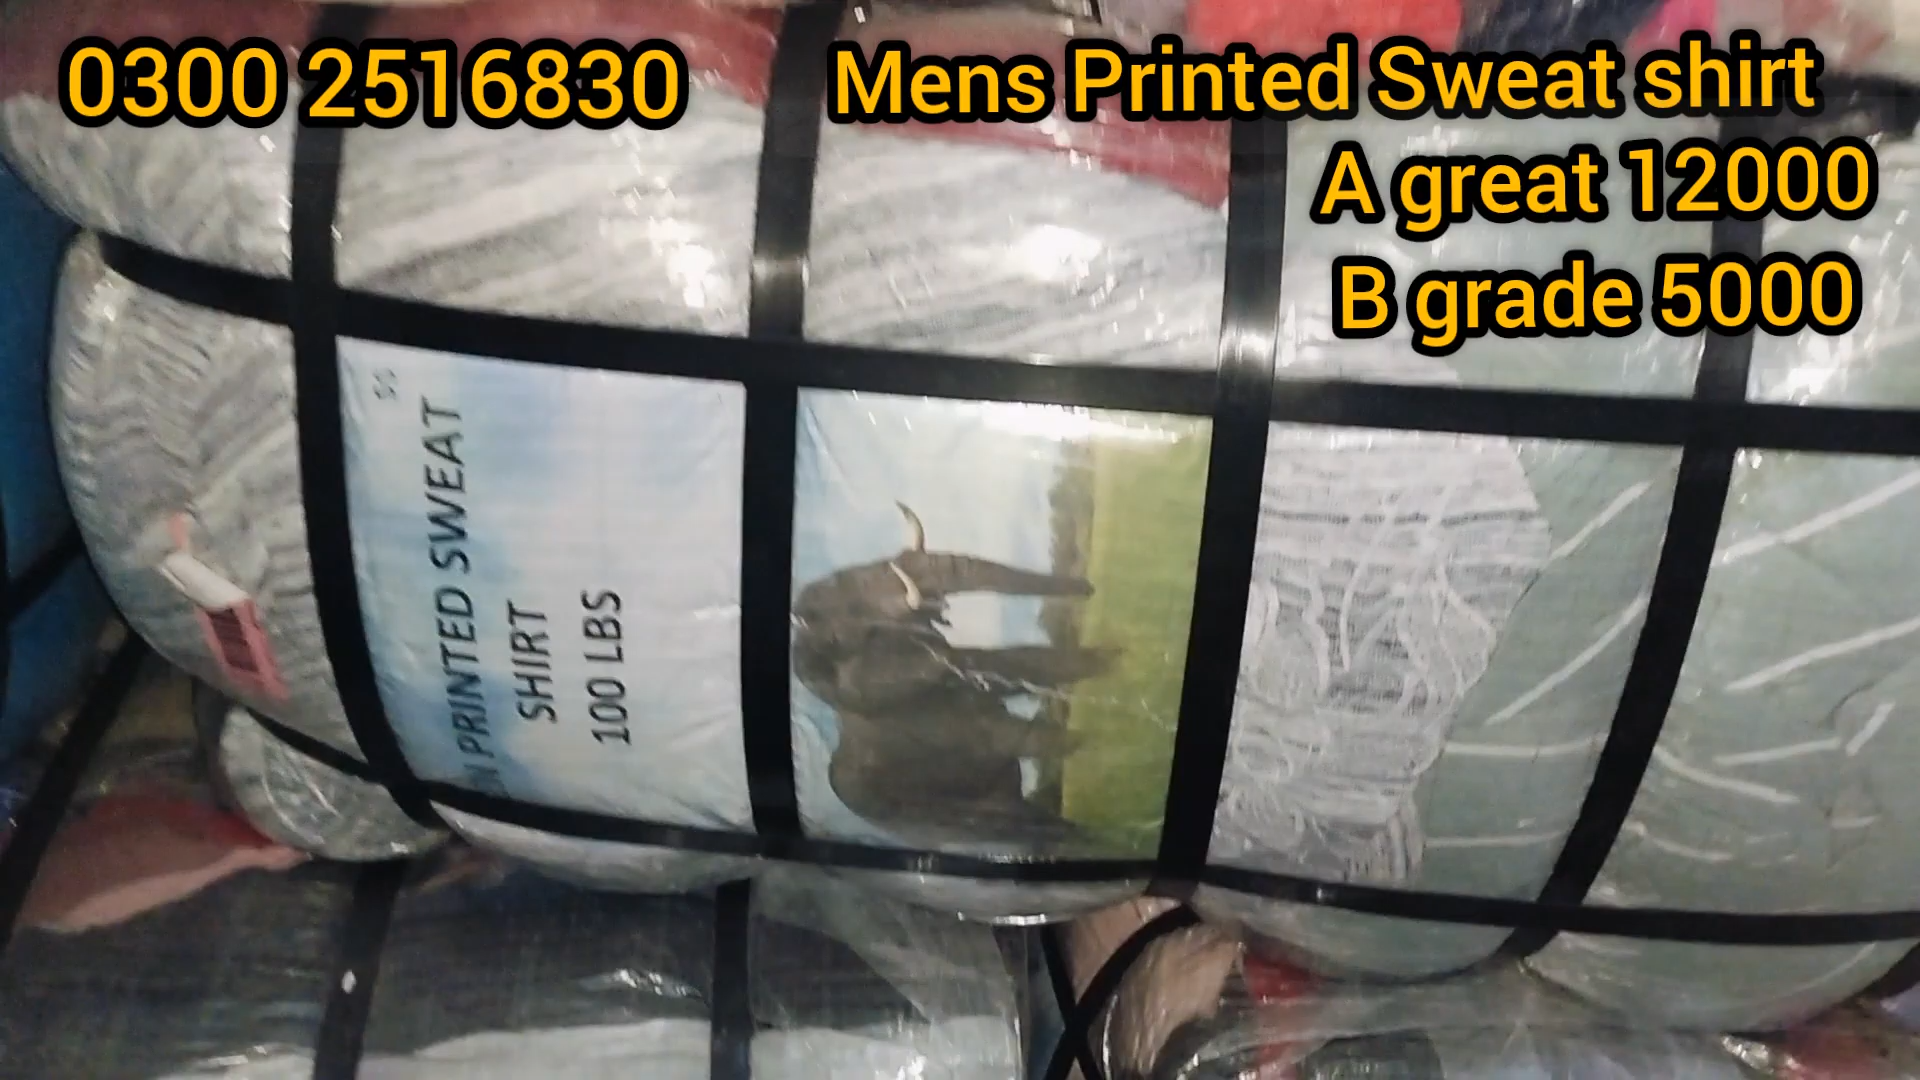 0300 2516830
Mens Printed Sweat shirt
A great 12000
B grade 5000
PRINTED SWEAT
SHIRT
100 LBS